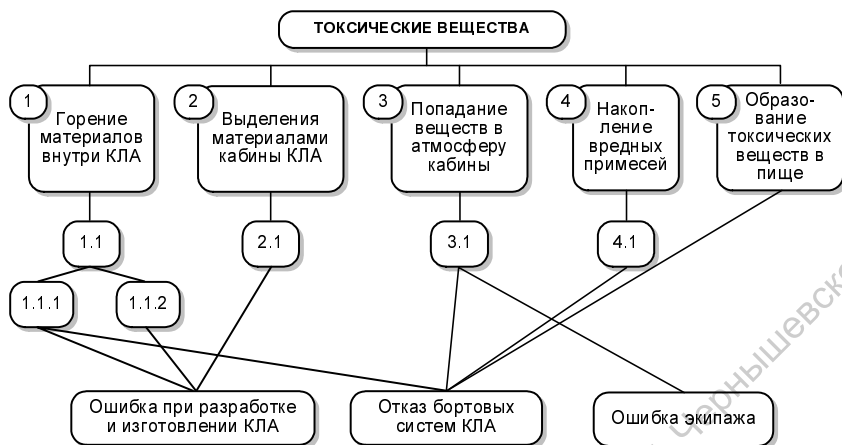 ТОКСИЧЕСКИЕ ВЕЩЕСТВА
1
Горение
материалов
внутри КЛА
2
Выделения
материалами
кабины КЛА
3
Попадание
веществ в
атмосферу
кабины
4
Накоп-
ление
вредных
примесей
5
Образо-
вание
токсических
веществ в
пище
1.1
2.1
3.1
4.1
1.1.1
1.1.2
Ошибка при разработке
и изготовлении КЛА
Отказ бортовых
систем КЛА
Ошибка экипажа